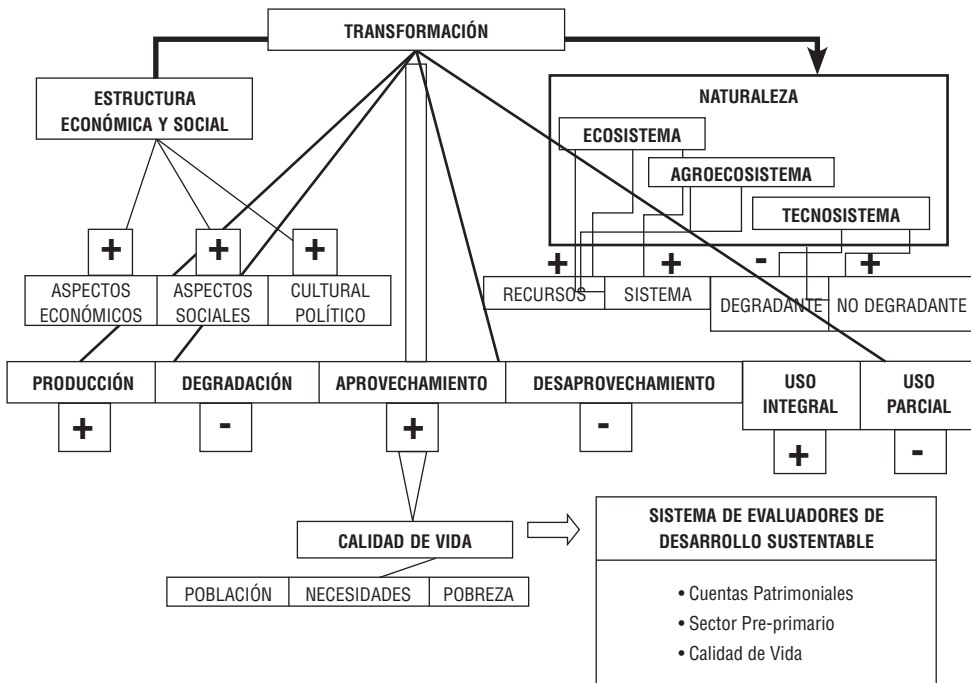 TRANSFORMACIÓN
ESTRUCTURA
ECONÓMICA Y SOCIAL
NATURALEZA
ECOSISTEMA
AGROECOSISTEMA
TECNOSISTEMA
+
+
+
+
+
-
+
ASPECTOS
ECONÓMICOS
ASPECTOS
SOCIALES
CULTURAL
POLÍTICO
RECURSOS
SISTEMA
DEGRADANTE
NO DEGRADANTE
PRODUCCIÓN
DEGRADACIÓN
APROVECHAMIENTO
DESAPROVECHAMIENTO
USO
INTEGRAL
USO
PARCIAL
+
-
+
-
+
-
CALIDAD DE VIDA
POBLACIÓN
NECESIDADES
POBREZA
SISTEMA DE EVALUADORES DE
DESARROLLO SUSTENTABLE
• Cuentas Patrimoniales
• Sector Pre-primario
• Calidad de Vida